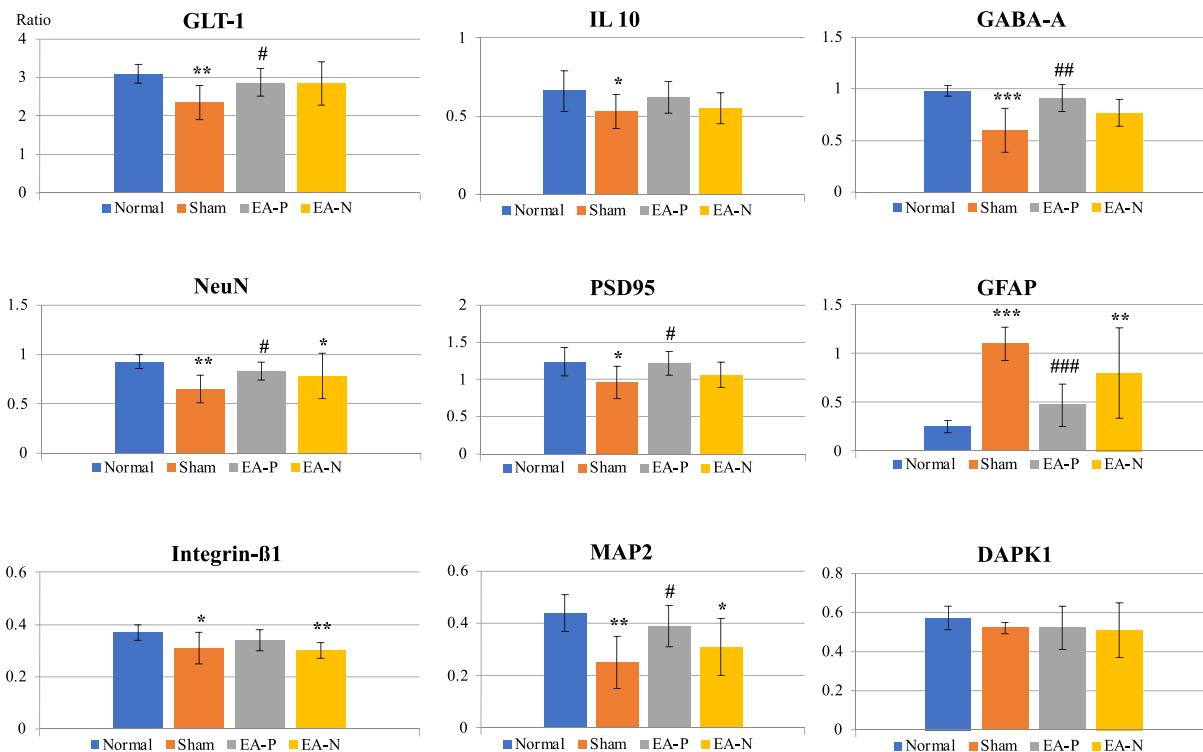 Ratio
GLT-1
4
3
2
1
0
**
#
Normal Sham EA-P EA-N
IL 10
1
0.5
0
*
Normal Sham EA-P EA-N
GABA-A
1.5
1
0.5
0
***
##
Normal Sham EA-P EA-N
NeuN
1.5
1
0.5
0
**
#
*
Normal Sham EA-P EA-N
PSD95
2
1.5
1
0.5
0
*
#
Normal Sham EA-P EA-N
GFAP
1.5
1
0.5
0
***
###
**
Normal Sham EA-P EA-N
Integrin-ß1
0.6
0.4
0.2
0
*
**
Normal Sham EA-P EA-N
MAP2
0.6
0.4
0.2
0
**
#
*
Normal Sham EA-P EA-N
DAPK1
0.8
0.6
0.4
0.2
0
Normal Sham EA-P EA-N